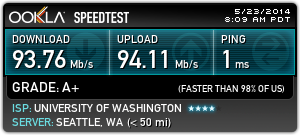 OOKLA SPEEDTEST
5/23/2014
8:09 AM PDT
DOWNLOAD UPLOAD PING
93.76 Mb/s 94.11 Mb/s 1 ms
GRADE: A+ (FASTER THAN 98% OF US)
ISP: UNIVERSITY OF WASHINGTON ★★★★
SERVER: SEATTLE, WA (< 50 mi)